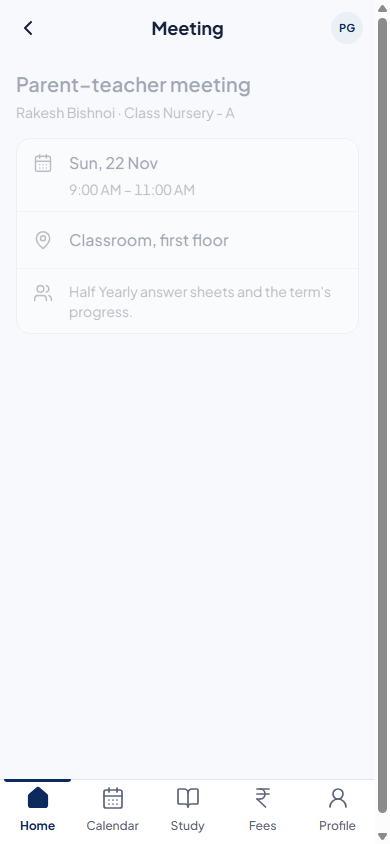 Meeting
PG
Parent–teacher meeting
Rakesh Bishnoi · Class Nursery - A
Sun, 22 Nov
9:00 AM – 11:00 AM
Classroom, first floor
Half Yearly answer sheets and the term's
progress.
Home
Calendar
Study
Fees
Profile